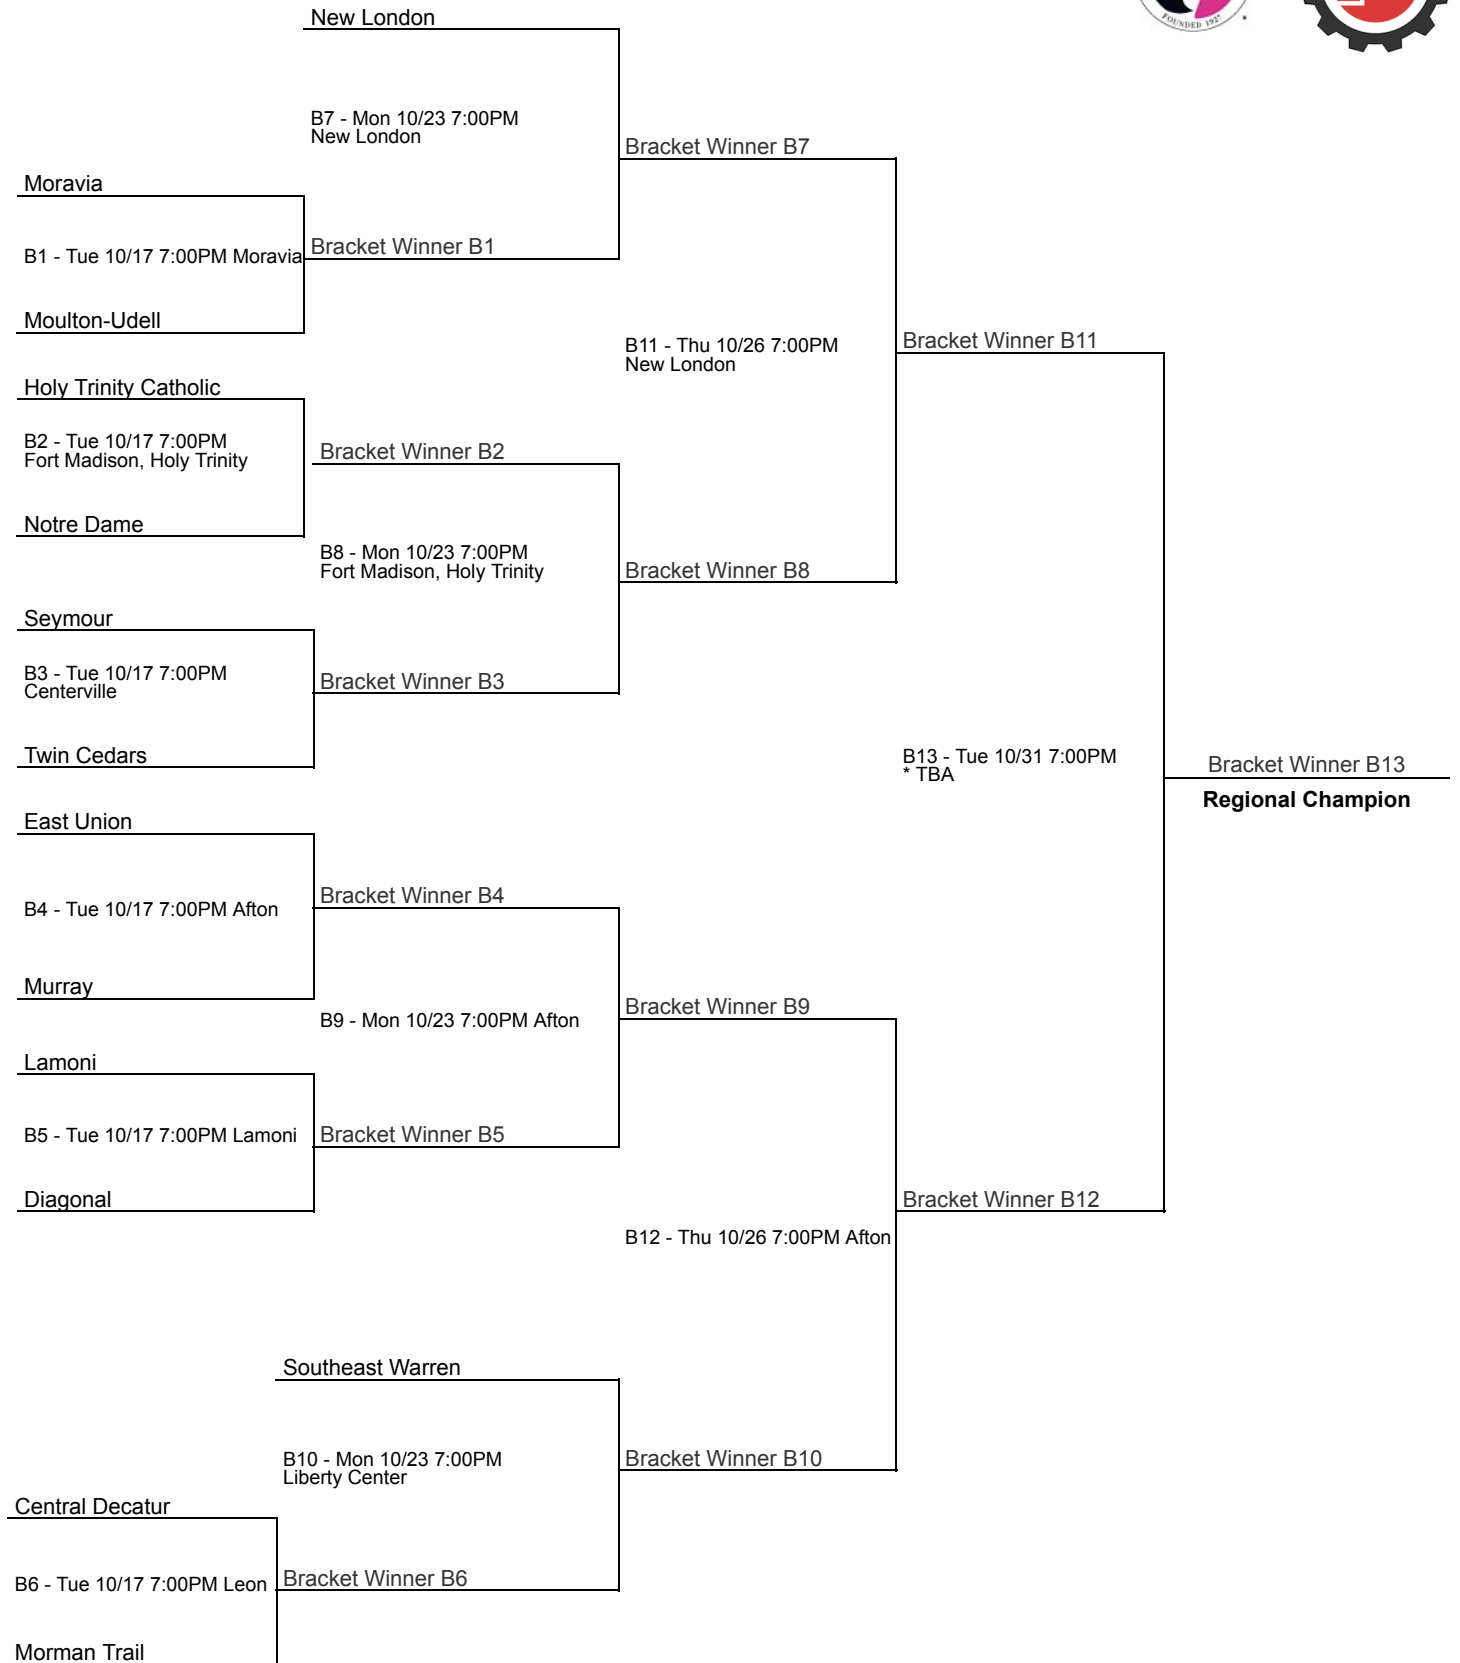 FOUNDED 1927
New London
B7 - Mon 10/23 7:00PM
New London
Bracket Winner B7
Moravia
B1 - Tue 10/17 7:00PM Moravia
Bracket Winner B1
Moulton-Udell
B11 - Thu 10/26 7:00PM
New London
Bracket Winner B11
Holy Trinity Catholic
B2 - Tue 10/17 7:00PM
Fort Madison, Holy Trinity
Bracket Winner B2
Notre Dame
B8 - Mon 10/23 7:00PM
Fort Madison, Holy Trinity
Bracket Winner B8
Seymour
B3 - Tue 10/17 7:00PM
Centerville
Bracket Winner B3
Twin Cedars
B13 - Tue 10/31 7:00PM
* TBA
Bracket Winner B13
Regional Champion
East Union
B4 - Tue 10/17 7:00PM Afton
Bracket Winner B4
Murray
B9 - Mon 10/23 7:00PM Afton
Bracket Winner B9
Lamoni
B5 - Tue 10/17 7:00PM Lamoni
Bracket Winner B5
Diagonal
Bracket Winner B12
B12 - Thu 10/26 7:00PM Afton
Southeast Warren
B10 - Mon 10/23 7:00PM
Liberty Center
Bracket Winner B10
Central Decatur
B6 - Tue 10/17 7:00PM Leon
Bracket Winner B6
Morman Trail